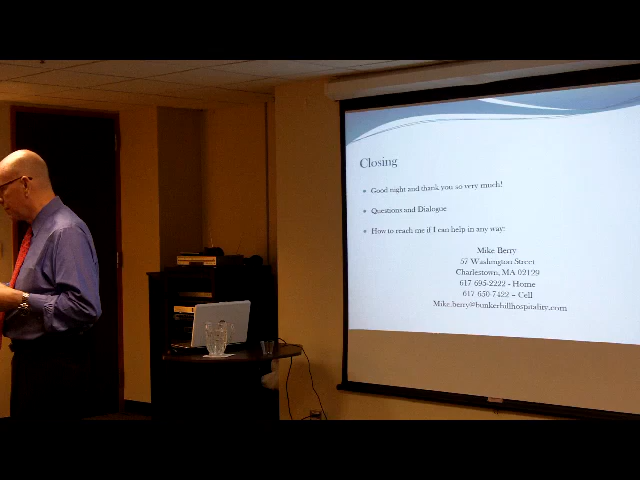 Closing
Good night and thank you so very much!
Questions and Dialogue
How to reach me if I can help in any way:
Mike Berry
57 Washington Street
Charlestown, MA 02129
617 695-2222 - Home
617 650-7422 – Cell
Mike.berry@bunkerhillhospitality.com